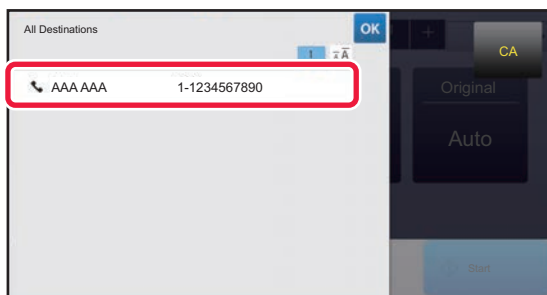 All Destinations
OK
CA
1
AAA AAA 1-1234567890
Original
Auto
Start